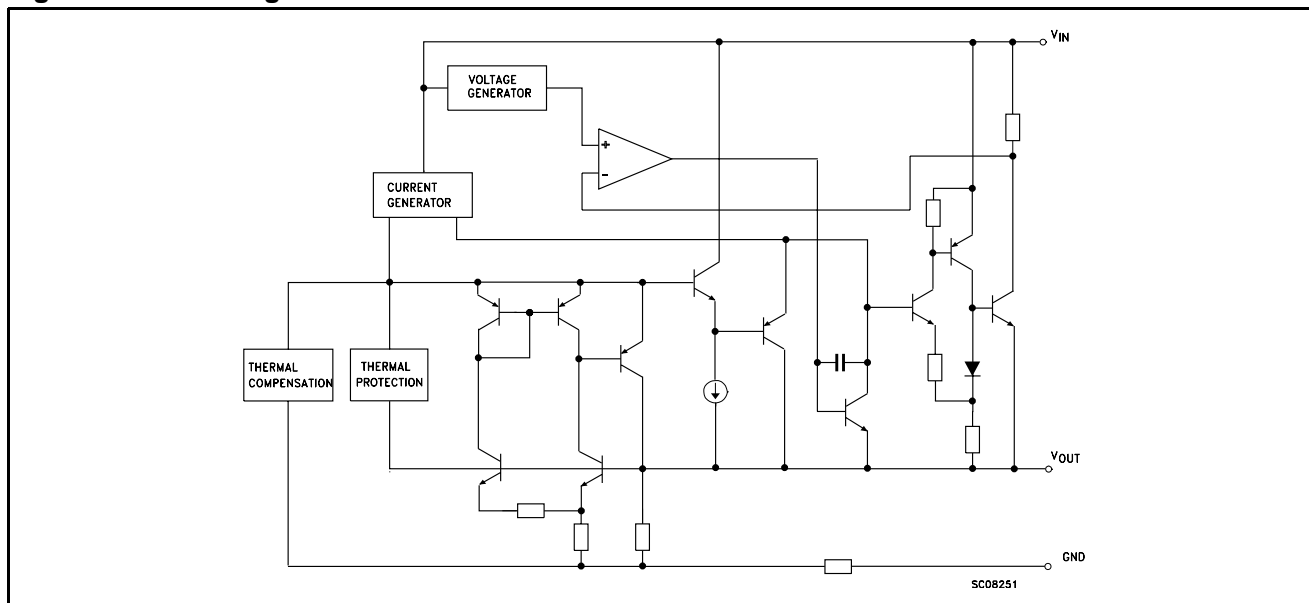 VIN
VOLTAGE
GENERATOR
+
-
CURRENT
GENERATOR
THERMAL
COMPENSATION
THERMAL
PROTECTION
VOUT
GND
SC08251